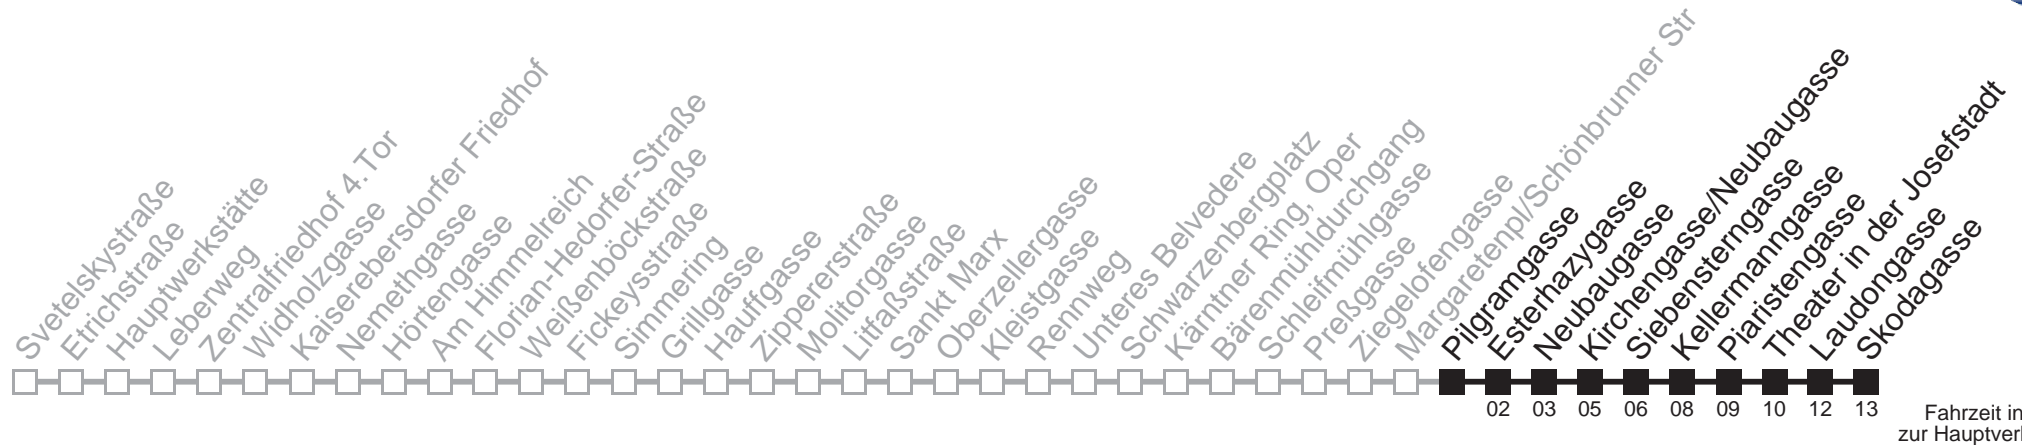 Svetelskystraße
Etrichstraße
Hauptwerkstätte
Leberweg
Zentralfriedhof 4.Tor
Widholzgasse
Kaiserebersdorfer Friedhof
Nemethgasse
Hörtengasse
Am Himmelreich
Florian-Hedorfer-Straße
Weißenböckstraße
Fickeysstraße
Simmering
Grillgasse
Hauffgasse
Zippererstraße
Molitorgasse
Litfaßstraße
Sankt Marx
Oberzellergasse
Kleistgasse
Rennweg
Unteres Belvedere
Schwarzenbergplatz
Kärntner Ring, Oper
Bärenmühldurchgang
Schleifmühlgasse
Preßgasse
Ziegelofengasse
Margaretenpl/Schönbrunner Str
Pilgramgasse
Esterhazygasse
Neubaugasse
Kirchengasse/Neubaugasse
Siebensterngasse
Kellermanngasse
Piaristengasse
Theater in der Josefstadt
Laudongasse
Skodagasse
02 03 05 06 08 09 10 12 13
Fahrzeit in
zur Hauptverl